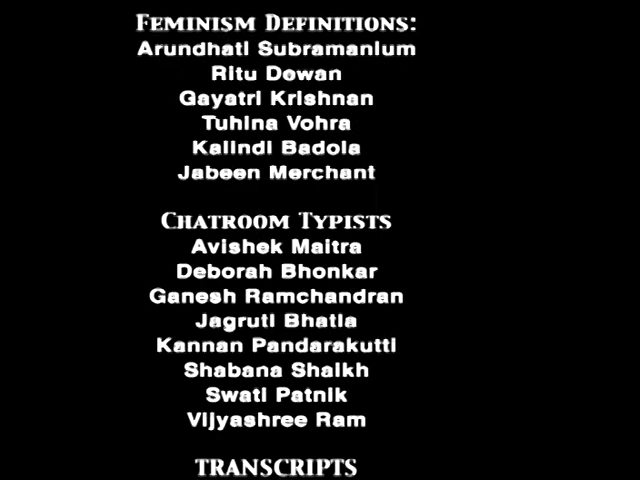 FEMINISM DEFINITIONS:
Arundhati Subramanium
Ritu Dewan
Gayatri Krishnan
Tuhina Vohra
Kalindi Badola
Jabeen Merchant
CHATROOM TYPISTS
Avishek Maitra
Deborah Bhonkar
Ganesh Ramchandran
Jagruti Bhatia
Kannan Pandarakutti
Shabana Shaikh
Swati Patnik
Vijyashree Ram
TRANSCRIPTS